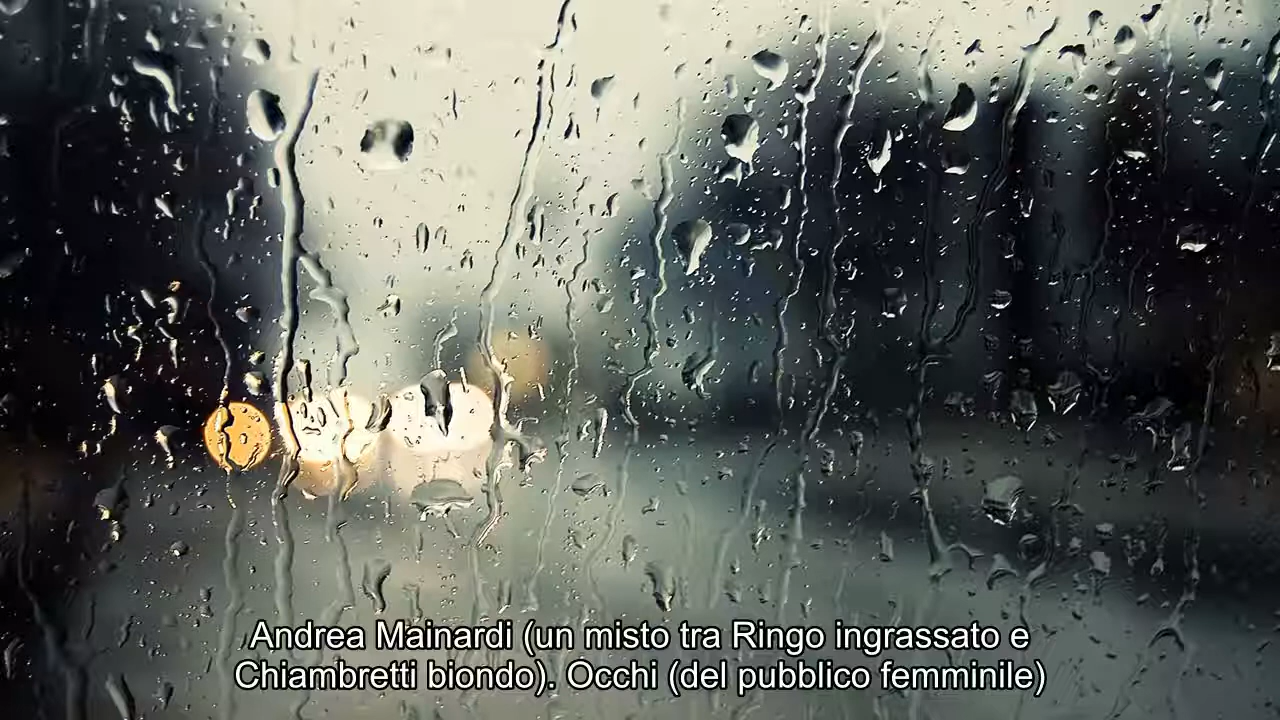 Andrea Mainardi (un misto tra Ringo ingrassato e
Chiambretti biondo). Occhi (del pubblico femminile)